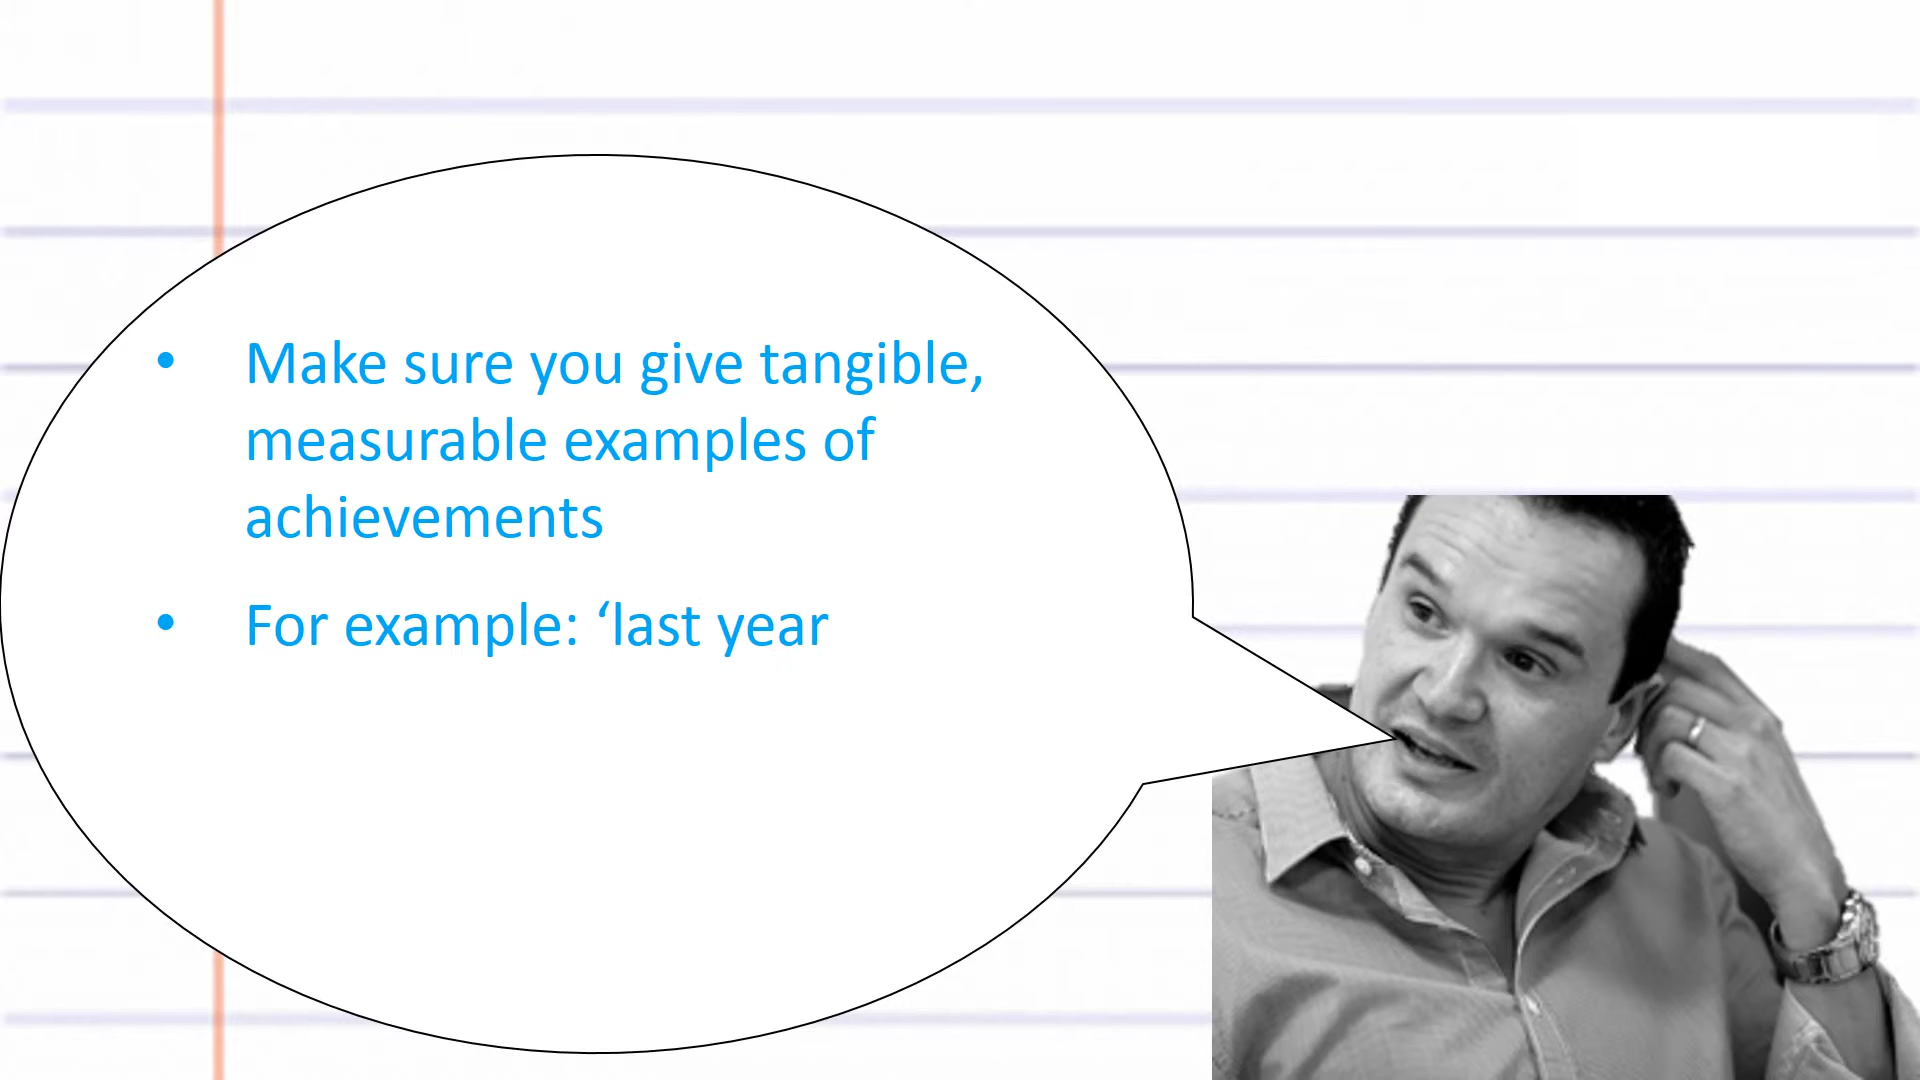 • Make sure you give tangible,
measurable examples of
achievements
• For example: ‘last year